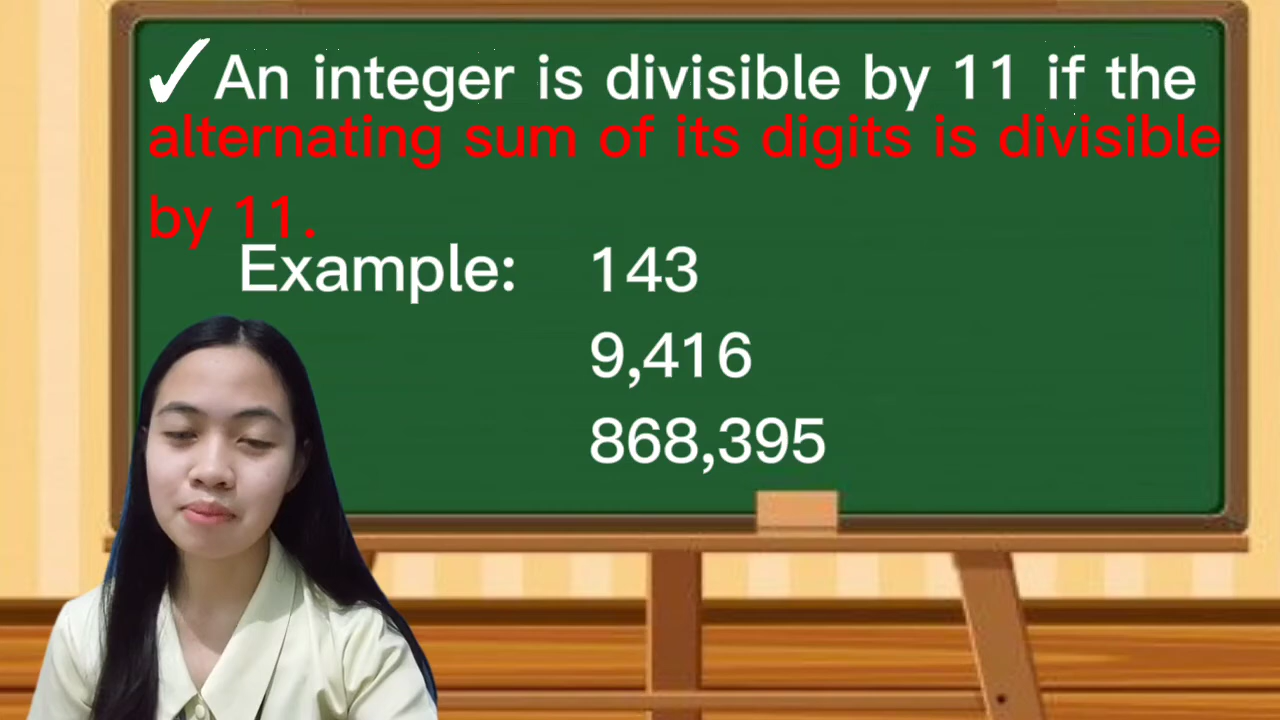 ✓An integer is divisible by 11 if the
alternating sum of its digits is divisible
by 11.
Example: 143
9,416
868,395